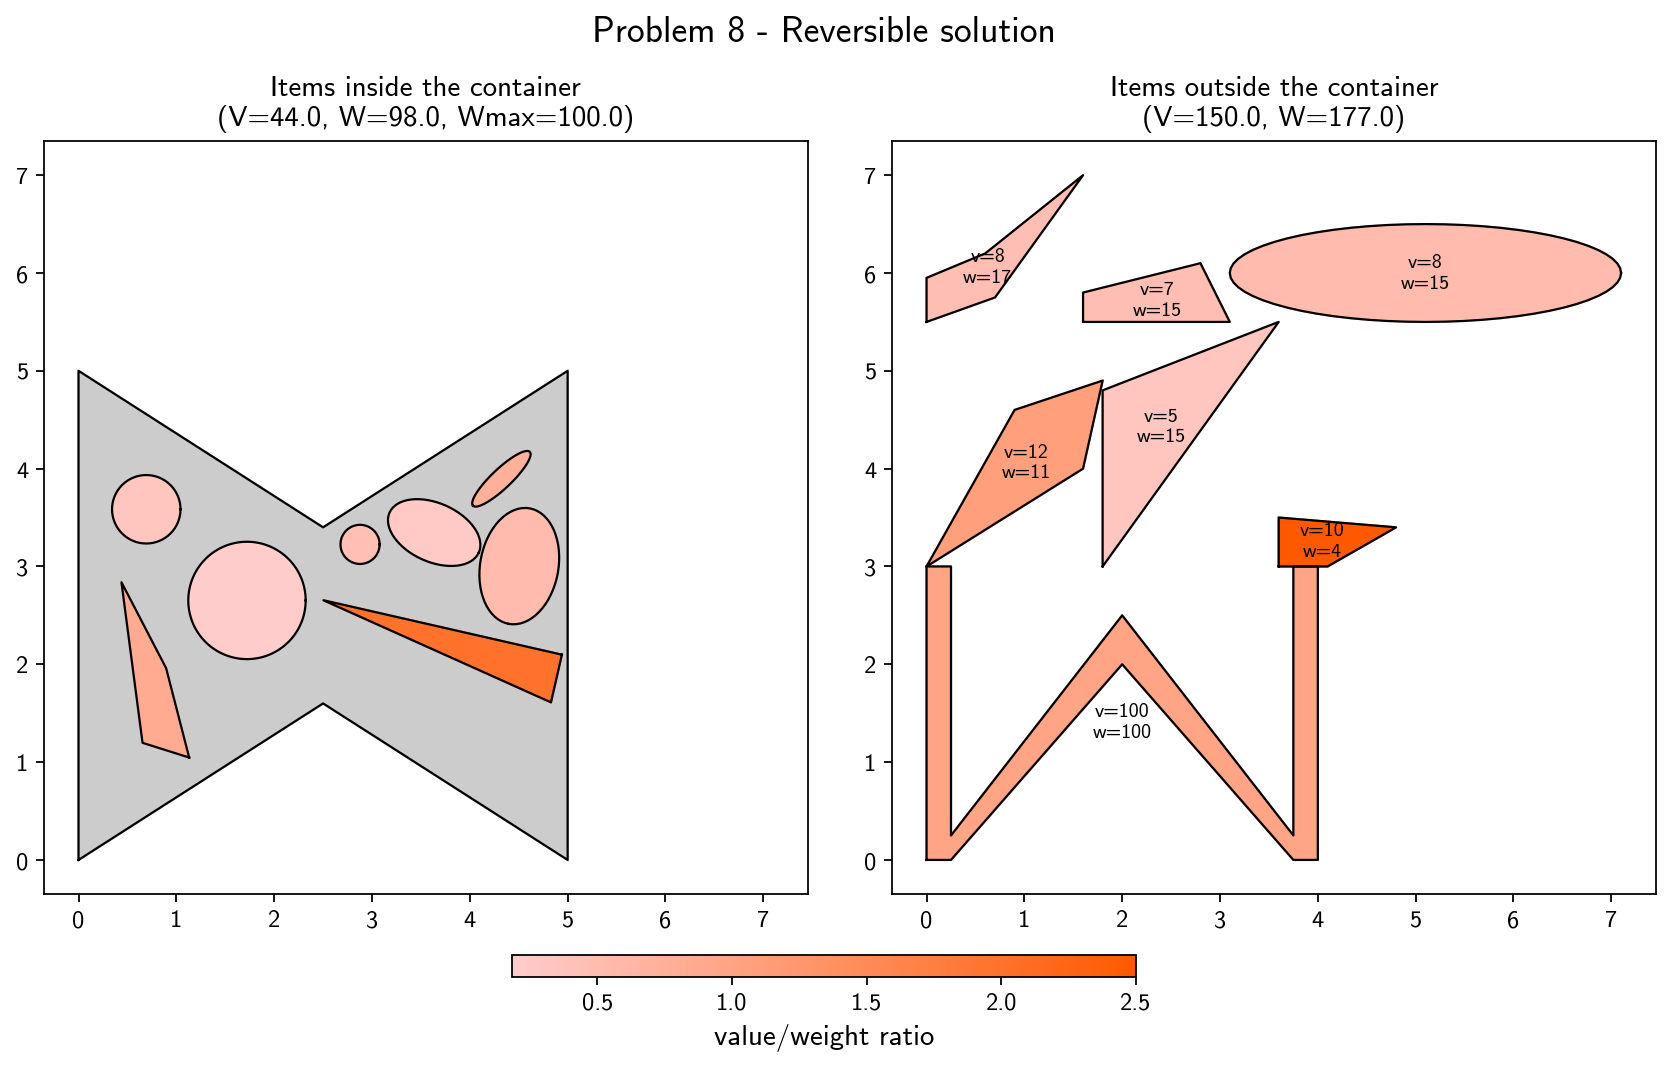 Problem 8 - Reversible solution
Items inside the container
(V=44.0, W=98.0, Wmax=100.0)
7
6
5
4
3
2
1
0
0 1 2 3 4 5 6 7
Items outside the container
(V=150.0, W=177.0)
7
6
5
4
3
2
1
0
v=8
w=17
v=7
w=15
v=8
w=15
v=12
w=11
v=5
w=15
v=10
w=4
v=100
w=100
0 1 2 3 4 5 6 7
0.5 1.0 1.5 2.0 2.5
value/weight ratio